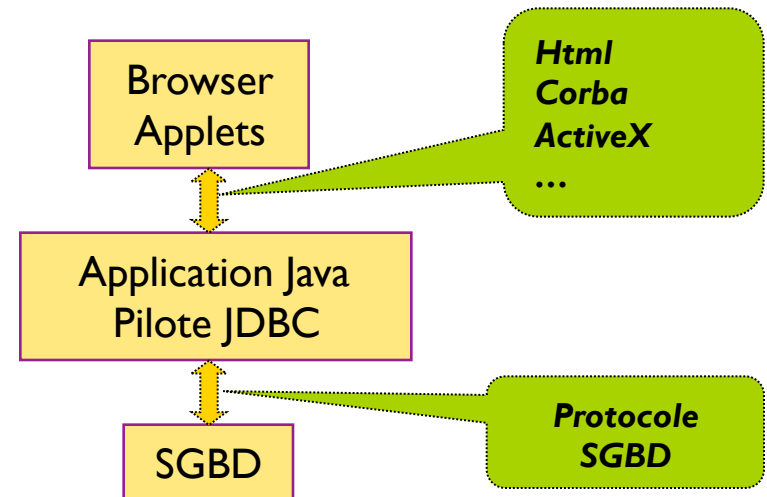 Browser
Applets
Html
Corba
ActiveX
...
Application Java
Pilote JDBC
Protocole
SGBD
SGBD